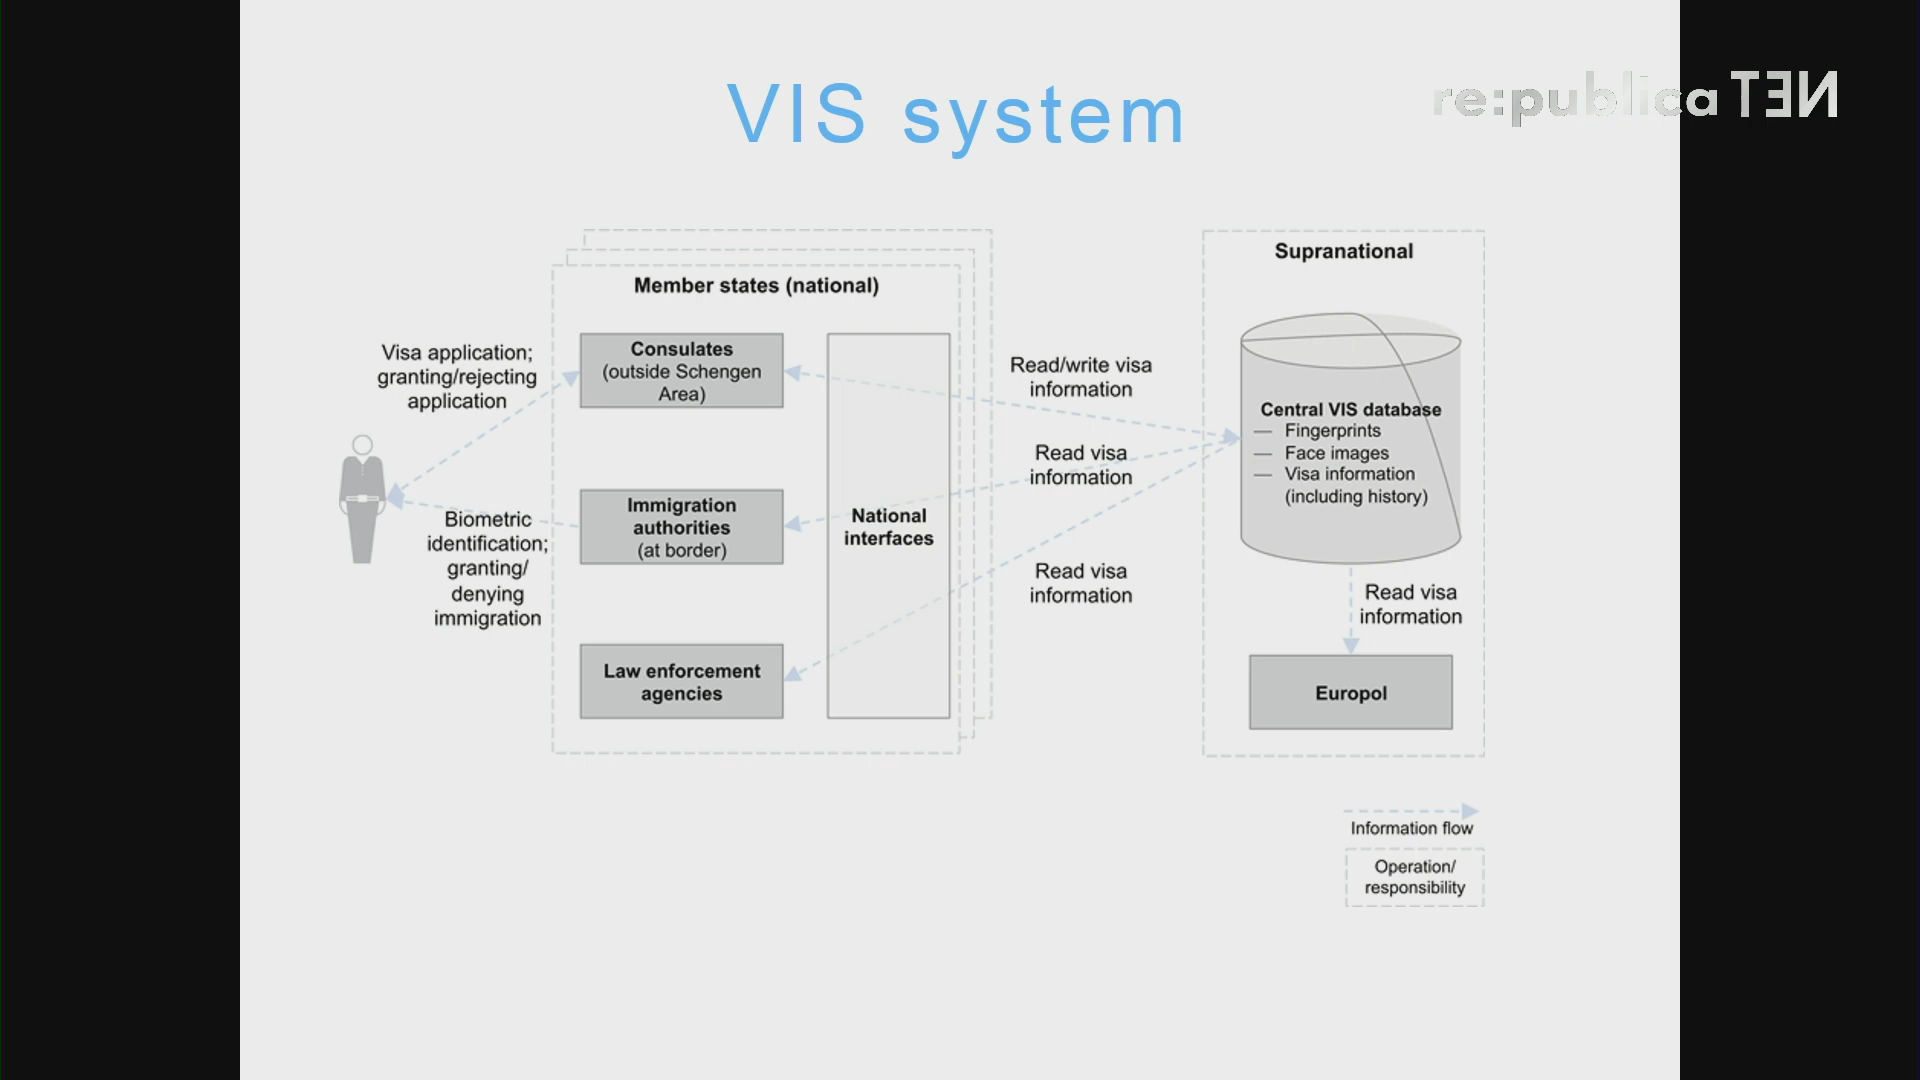 VIS system
re:publica TEN
Supranational
Member states (national)
Consulates
(outside Schengen
Area)
Visa application;
granting/rejecting
application
Read/write visa
information
Central VIS database
— Fingerprints
— Face images
— Visa information
(including history)
Read visa
information
Immigration
authorities
(at border)
National
interfaces
Biometric
identification;
granting/
denying
immigration
Read visa
information
Read visa
information
Law enforcement
agencies
Europol
Information flow
Operation/
responsibility